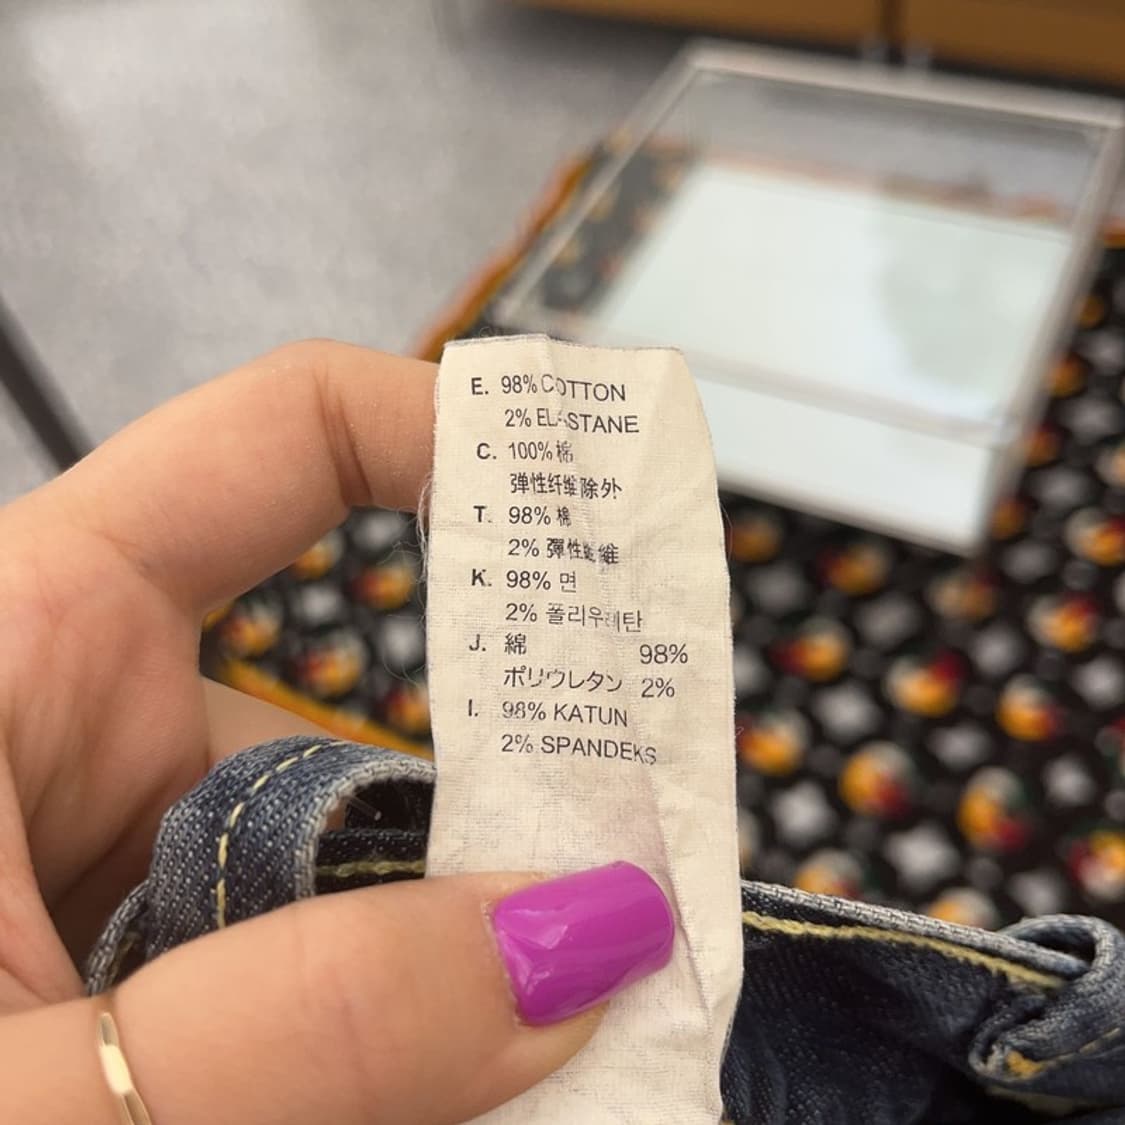 E. 98% COTTON
2% ELASTANE
C. 100% 棉
弹性纤维除外
T. 98% 棉
2% 彈性纖維
K. 98% 면
2% 폴리우레탄
J. 綿 98%
ポリウレタン 2%
I. 98% KATUN
2% SPANDEKS